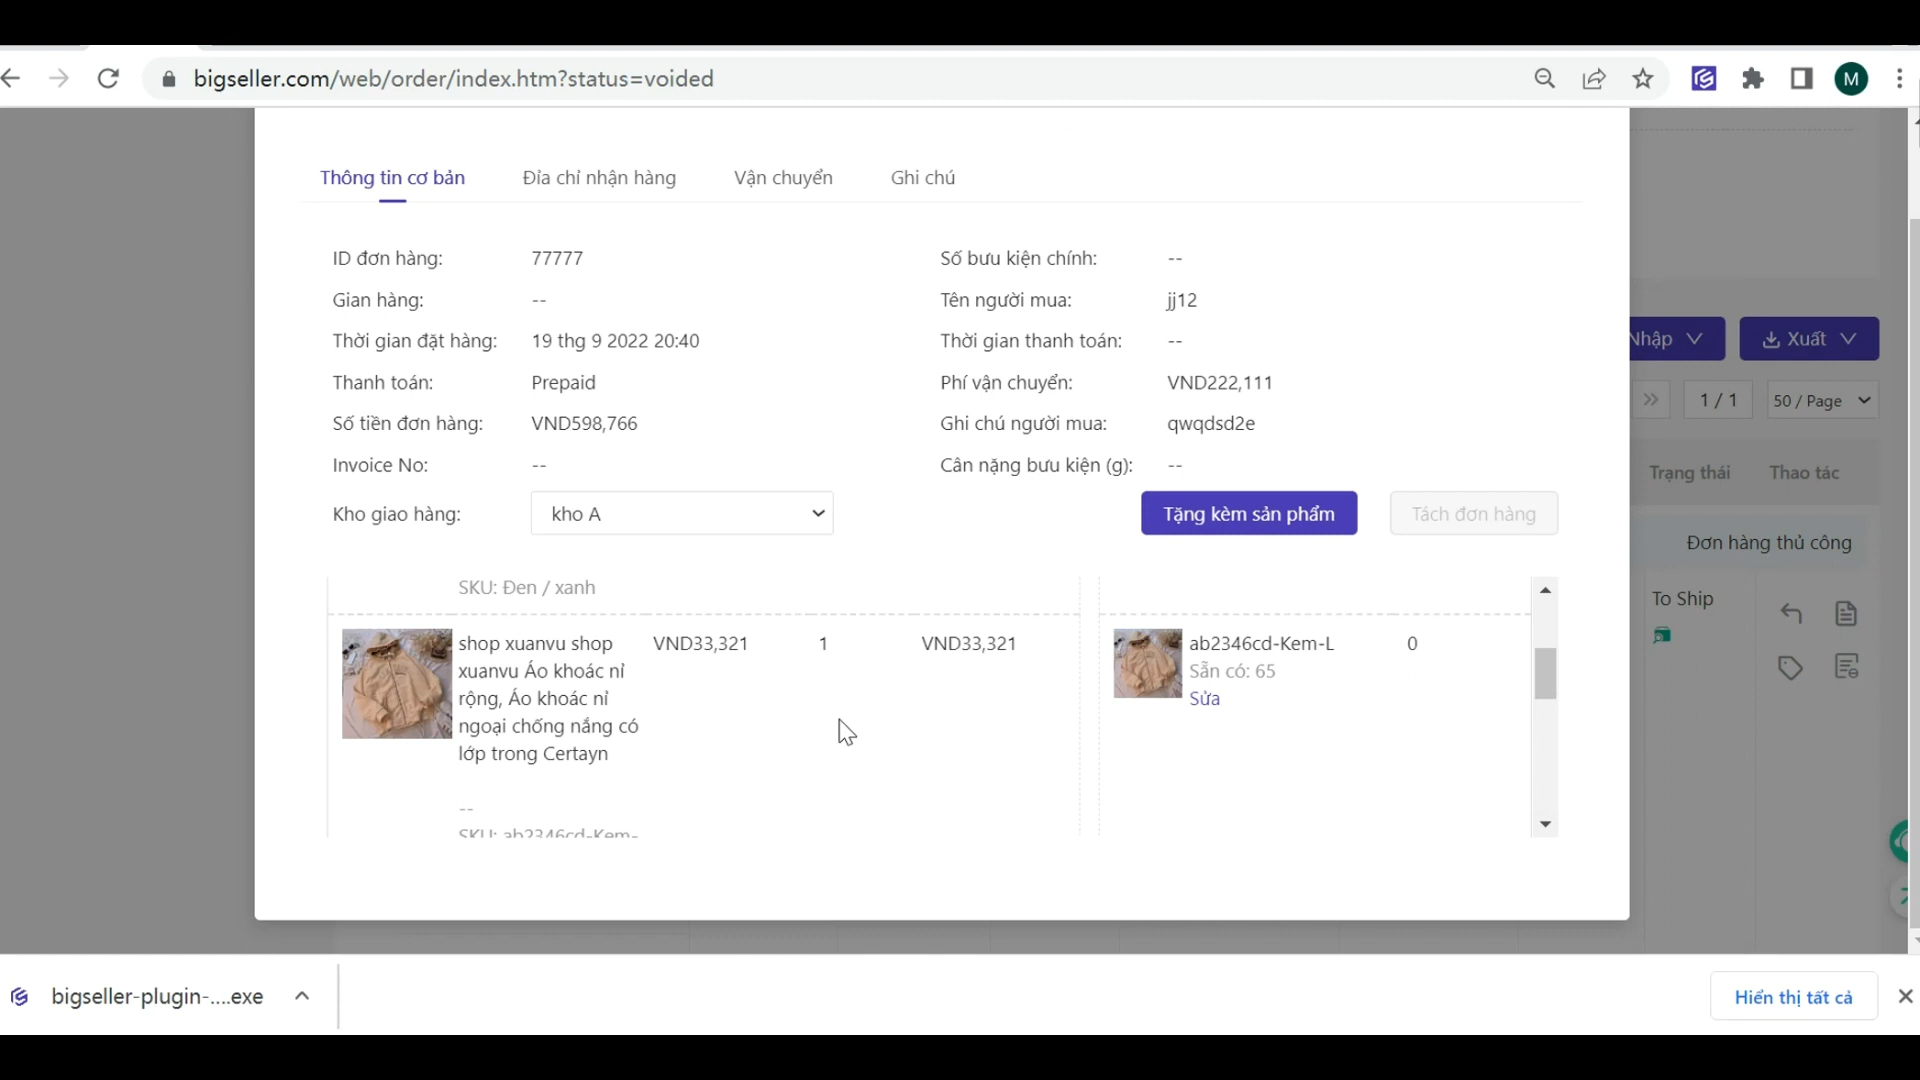 bigseller.com/web/order/index.htm?status=voided
M
Thông tin cơ bản
Địa chỉ nhận hàng
Vận chuyển
Ghi chú
ID đơn hàng: 77777
Số bưu kiện chính: --
Gian hàng: --
Tên người mua: jj12
Thời gian đặt hàng: 19 thg 9 2022 20:40
Thời gian thanh toán: --
Thanh toán: Prepaid
Phí vận chuyển: VND222,111
Số tiền đơn hàng: VND598,766
Ghi chú người mua: qwqdsd2e
Invoice No: --
Cân nặng bưu kiện (g): --
Kho giao hàng: kho A
Tặng kèm sản phẩm
Tách đơn hàng
SKU: Đen / xanh
shop xuanvu shop
xuanvu Áo khoác nỉ
rộng, Áo khoác nỉ
ngoại chống nắng có
lớp trong Certayn
--
SKU: ab2346cd-Kem-
VND33,321
1
VND33,321
ab2346cd-Kem-L
Sẵn có: 65
Sửa
0
Nhập
Xuất
1 / 1
50 / Page
Trạng thái
Thao tác
Đơn hàng thủ công
To Ship
bigseller-plugin-....exe
Hiển thị tất cả